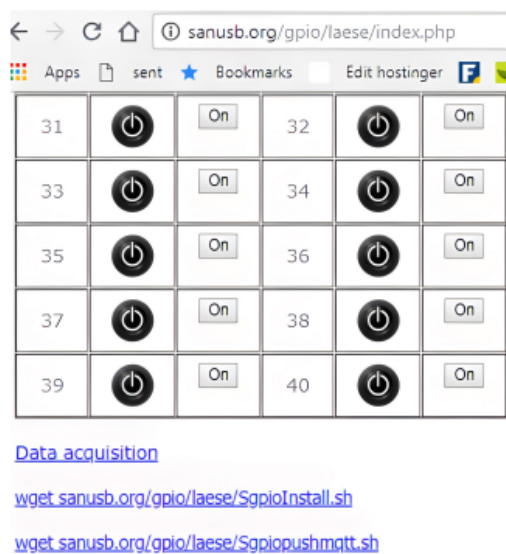 sanusb.org/gpio/laese/index.php
Apps sent Bookmarks Edit hostinger F
31 On 32 On
33 On 34 On
35 On 36 On
37 On 38 On
39 On 40 On
Data acquisition
wget sanusb.org/gpio/laese/SgpioInstall.sh
wget sanusb.org/gpio/laese/Sgpiopushmqtt.sh